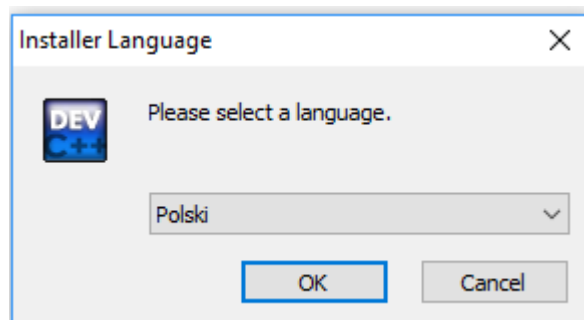 Installer Language
DEV
C++
Please select a language.
Polski
OK
Cancel